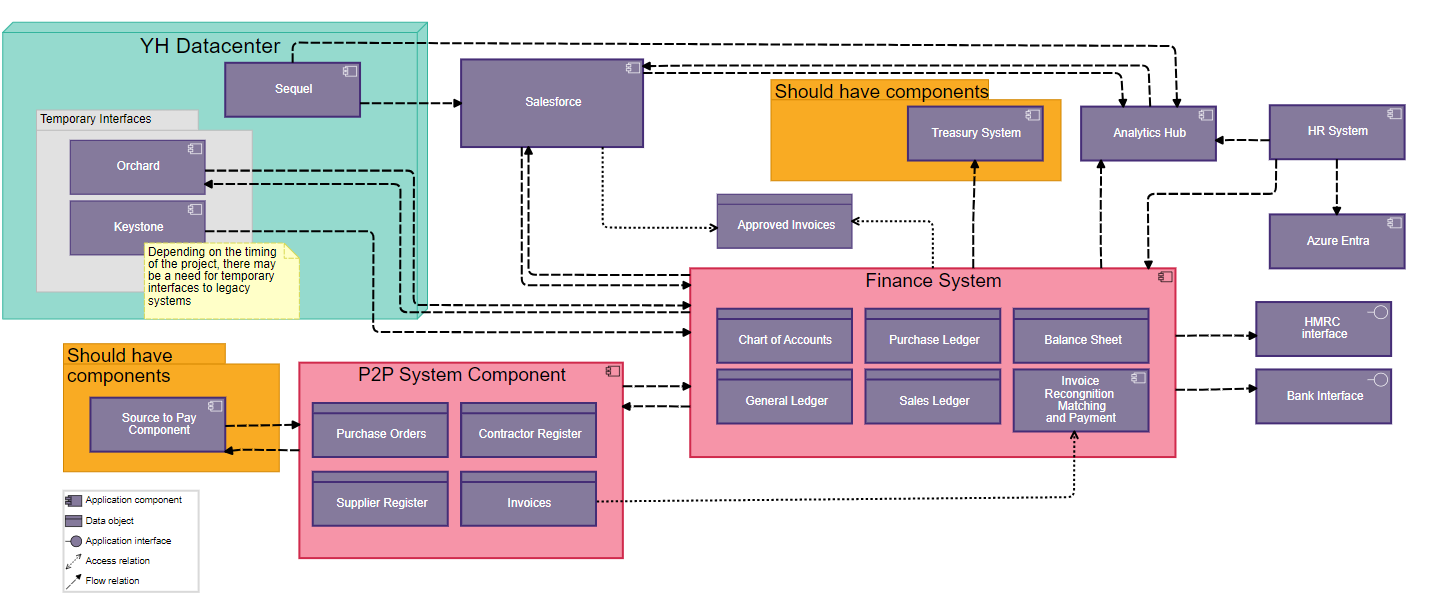 YH Datacenter
Sequel
Temporary Interfaces
Orchard
Keystone
Depending on the timing
of the project, there may
be a need for temporary
interfaces to legacy
systems
Salesforce
Should have components
Treasury System
Analytics Hub
HR System
Approved Invoices
Azure Entra
Finance System
Chart of Accounts
Purchase Ledger
Balance Sheet
General Ledger
Sales Ledger
Invoice
Recongnition
Matching
and Payment
HMRC
interface
Bank Interface
Should have
components
Source to Pay
Component
P2P System Component
Purchase Orders
Contractor Register
Supplier Register
Invoices
Application component
Data object
Application interface
Access relation
Flow relation